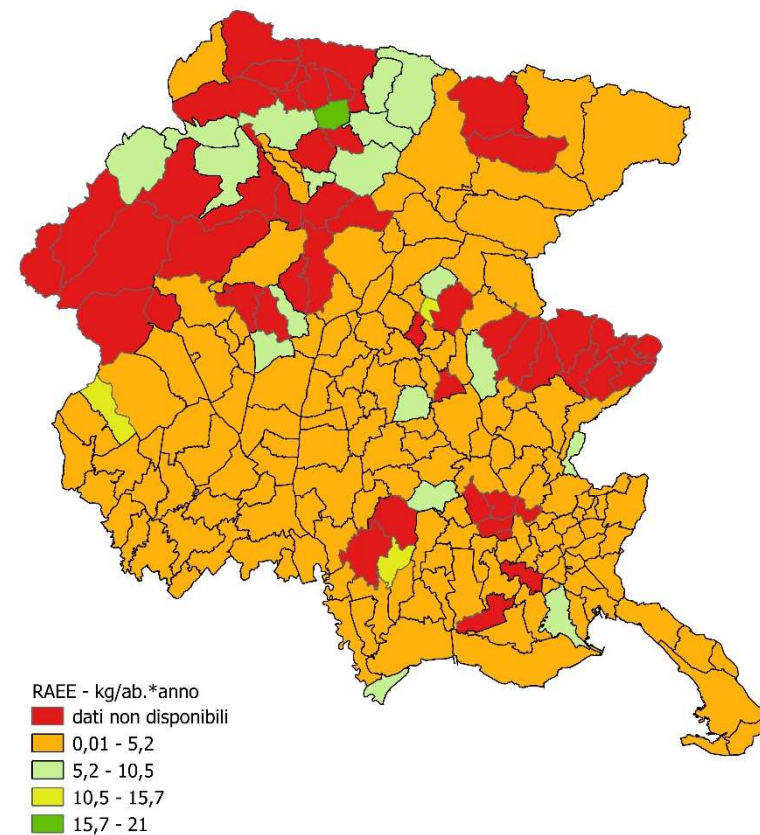 RAEE - kg/ab.*anno
dati non disponibili
0,01 - 5,2
5,2 - 10,5
10,5 - 15,7
15,7 - 21